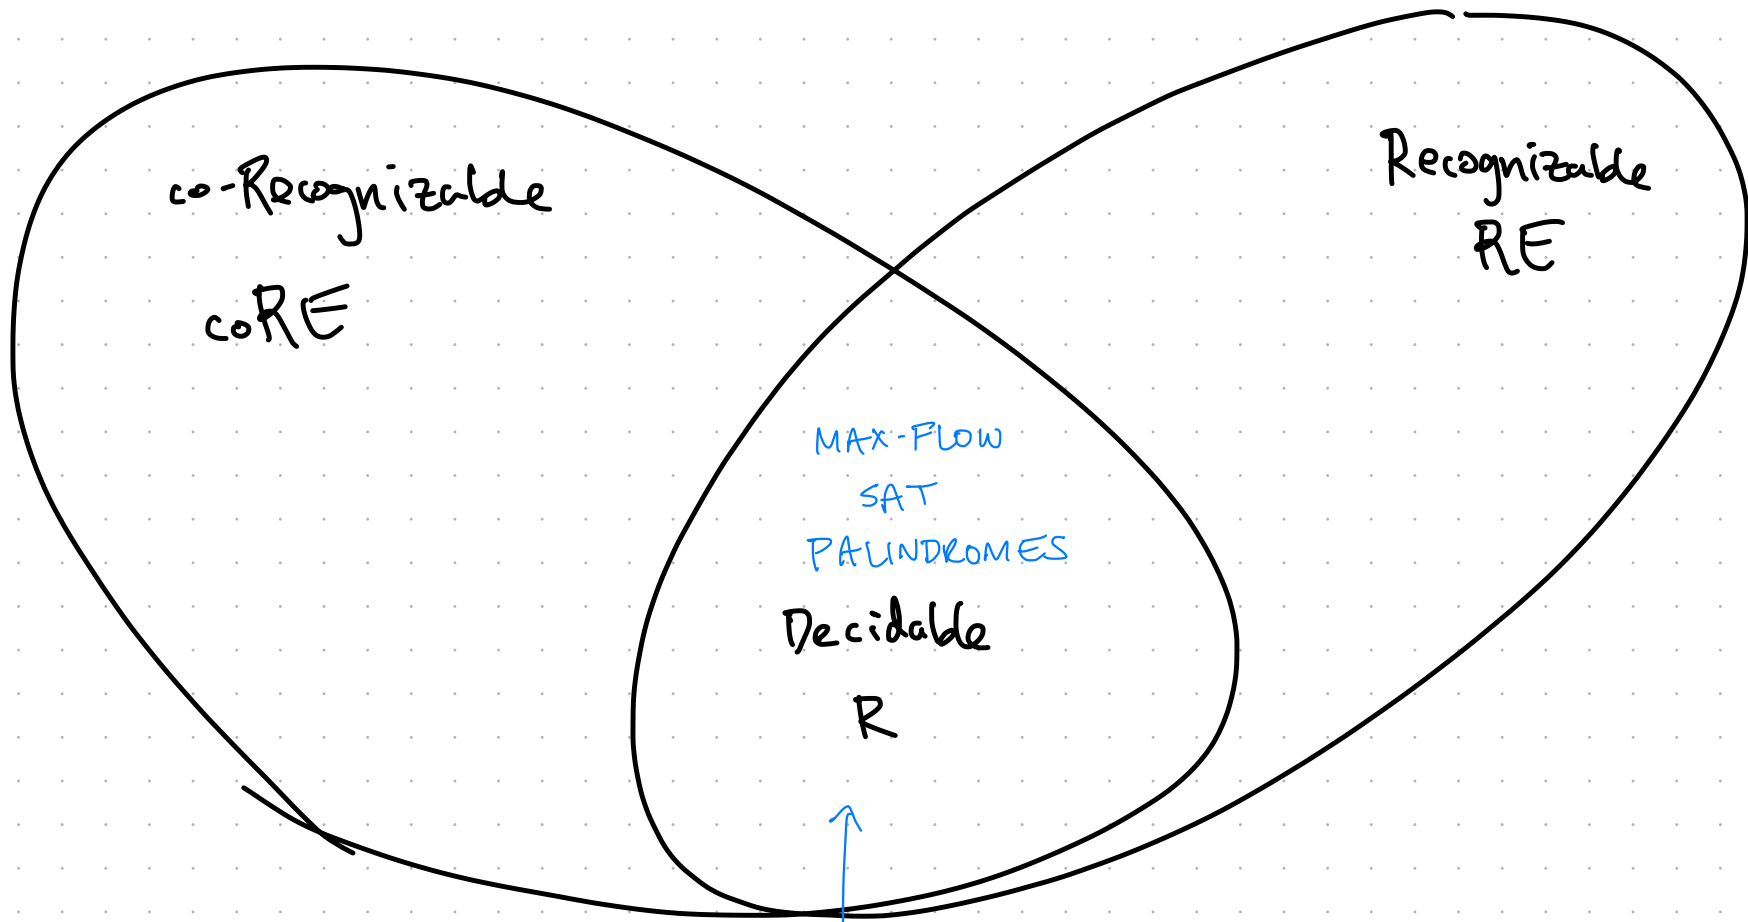 co-Recognizable
coRE
Recognizable
RE
MAX-FLOW
SAT
PALINDROMES
Decidable
R